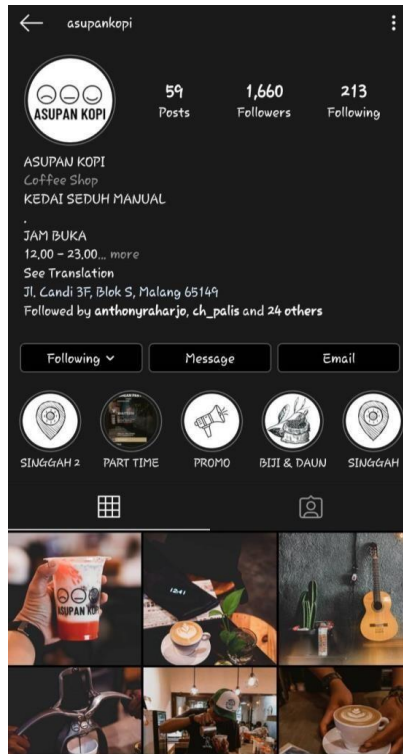 asupankopi
ASUPAN KOPI
59 1,660 213
Posts Followers Following
ASUPAN KOPI
Coffee Shop
KEDAI SEDUH MANUAL
.
JAM BUKA
12.00 - 23.00... more
See Translation
Jl. Candi 3F, Blok S, Malang 65149
Followed by anthonyraharjo, ch_palis and 24 others
Following Message Email
SINGGAH 2 PART TIME PROMO BIJI & DAUN SINGGAH
ASUPAN KOPI
1241